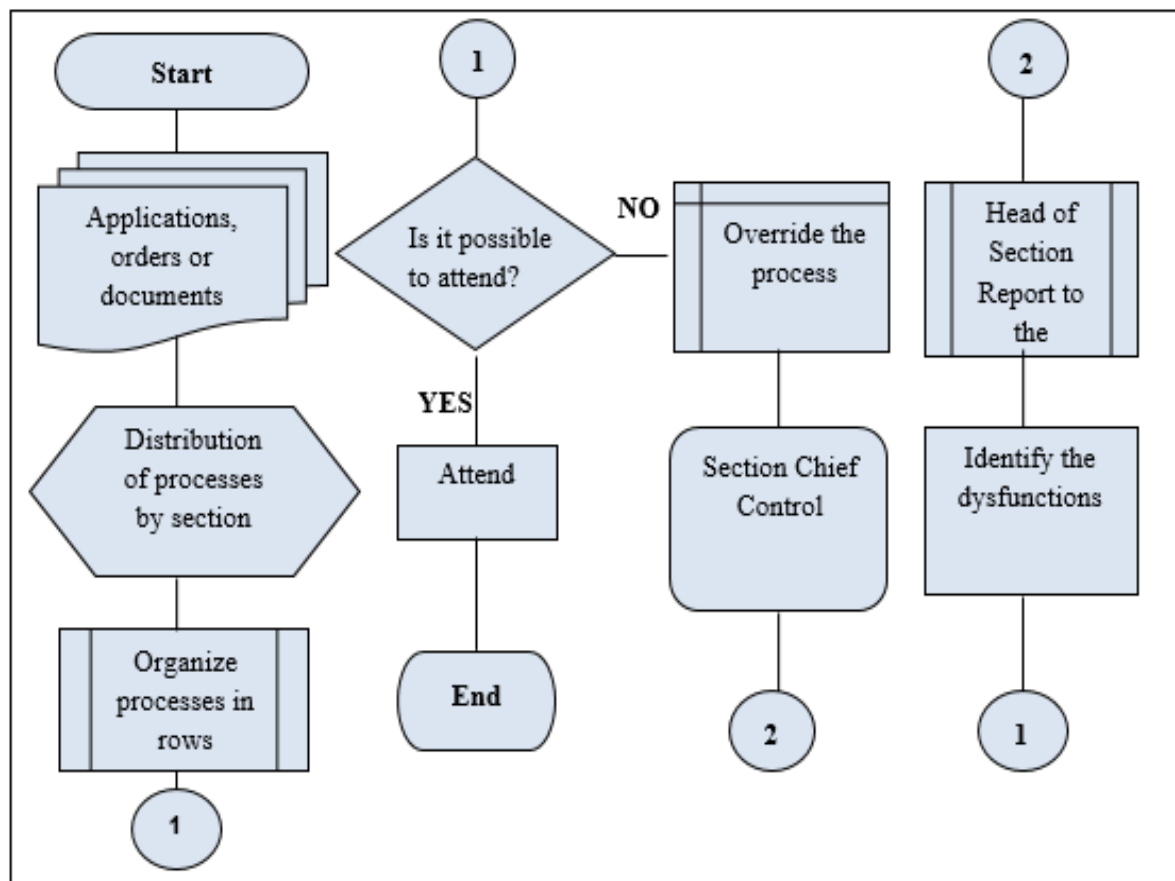 Start
Applications,
orders or
documents
Distribution
of processes
by section
Organize
processes in
rows
1
1
Is it possible
to attend?
NO
YES
Attend
End
Override the
process
Section Chief
Control
2
2
Head of
Section
Report to
the
Identify the
dysfunctions
1